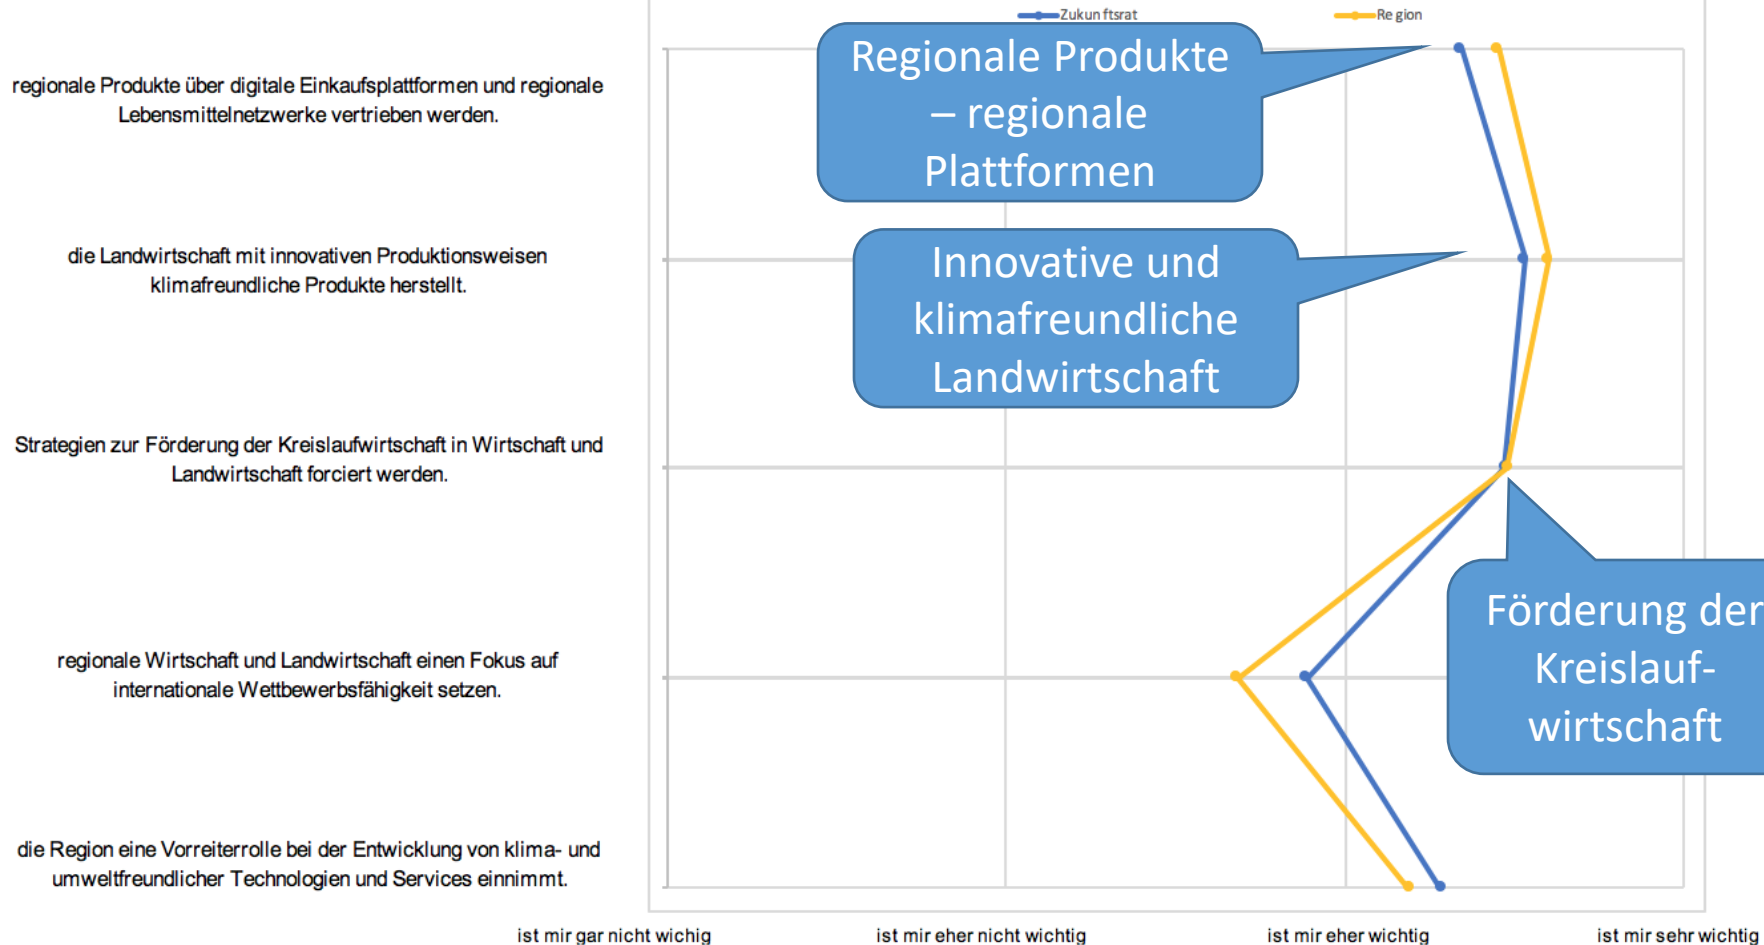 Zukunftsrat
Region
regionale Produkte über digitale Einkaufsplattformen und regionale
Lebensmittelnetzwerke vertrieben werden.
Regionale Produkte
– regionale
Plattformen
die Landwirtschaft mit innovativen Produktionsweisen
klimafreundliche Produkte herstellt.
Innovative und
klimafreundliche
Landwirtschaft
Strategien zur Förderung der Kreislaufwirtschaft in Wirtschaft und
Landwirtschaft forciert werden.
Förderung der
Kreislauf-
wirtschaft
regionale Wirtschaft und Landwirtschaft einen Fokus auf
internationale Wettbewerbsfähigkeit setzen.
die Region eine Vorreiterrolle bei der Entwicklung von klima- und
umweltfreundlicher Technologien und Services einnimmt.
ist mir gar nicht wichig
ist mir eher nicht wichtig
ist mir eher wichtig
ist mir sehr wichtig